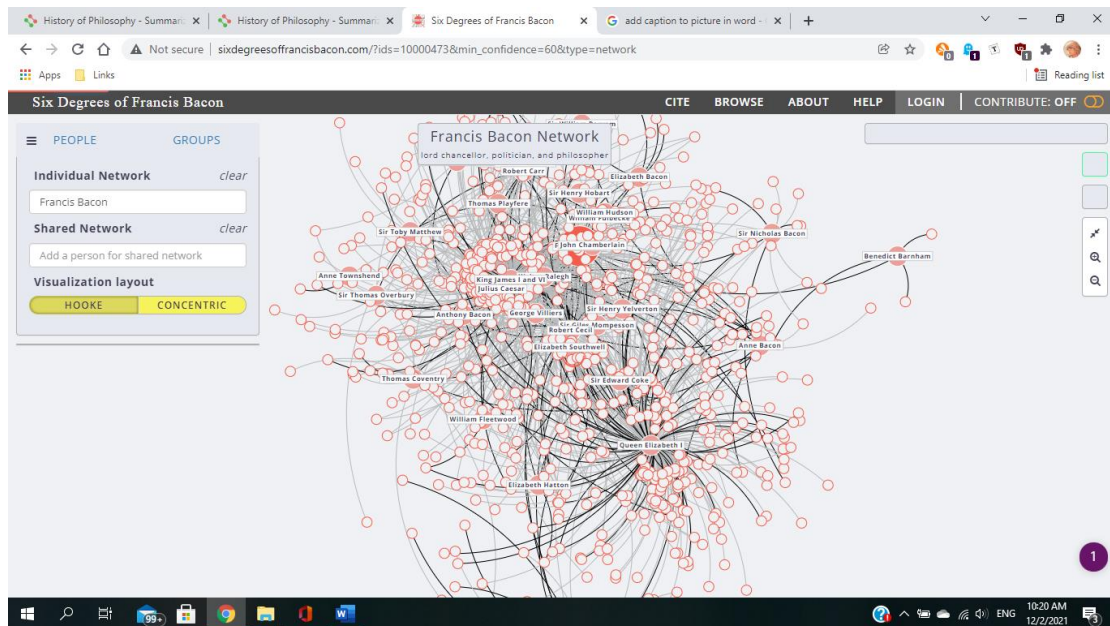 History of Philosophy - Summar
History of Philosophy - Summar
Six Degrees of Francis Bacon
add caption to picture in word -
Not secure
sixdegreesoffrancisbacon.com/?ids=10000473&min_confidence=60&type=network
Apps
Links
Reading list
Six Degrees of Francis Bacon
CITE
BROWSE
ABOUT
HELP
LOGIN
CONTRIBUTE: OFF
PEOPLE
GROUPS
Individual Network
clear
Francis Bacon
Shared Network
clear
Add a person for shared network
Visualization layout
HOOKE
CONCENTRIC
Francis Bacon Network
lord chancellor, politician, and philosopher
Robert Carr
Elizabeth Bacon
Sir Henry Hobart
Thomas Playfere
William Hudson
William Fulbecke
Sir Toby Matthew
Sir Nicholas Bacon
John Chamberlain
Benedict Barnham
Anne Townshend
King James I and VI
Ralegh
Julius Caesar
Sir Thomas Overbury
Anthony Bacon
George Villiers
Sir Henry Yelverton
Sir Giles Mompesson
Robert Cecil
Elizabeth Southwell
Anne Bacon
Thomas Coventry
Sir Edward Coke
William Fleetwood
Queen Elizabeth I
Elizabeth Hatton
1
99+
ENG
10:20 AM
12/2/2021
3